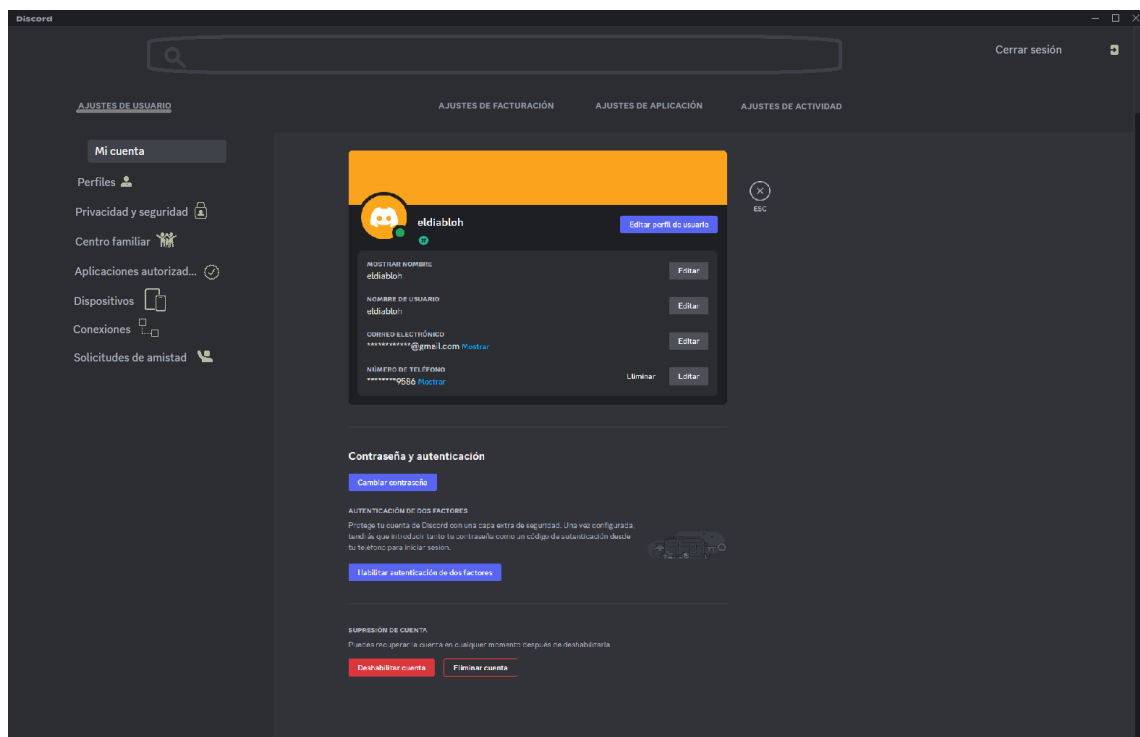 Discord
Cerrar sesión
AJUSTES DE USUARIO
AJUSTES DE FACTURACIÓN
AJUSTES DE APLICACIÓN
AJUSTES DE ACTIVIDAD
Mi cuenta
Perfiles
Privacidad y seguridad
Centro familiar
Aplicaciones autorizad...
Dispositivos
Conexiones
Solicitudes de amistad
ESC
eldiabloh
Editar perfil de usuario
#
MOSTRAR NOMBRE
eldiabloh
Editar
NOMBRE DE USUARIO
eldiabloh
Editar
CORREO ELECTRÓNICO
************@gmail.com Mostrar
Editar
NÚMERO DE TELÉFONO
********9586 Mostrar
Eliminar
Editar
Contraseña y autenticación
Cambiar contraseña
AUTENTICACIÓN DE DOS FACTORES
Protege tu cuenta de Discord con una capa extra de seguridad. Una vez configurada,
tendrás que introducir tanto tu contraseña como un código de autenticación desde
tu teléfono para iniciar sesión.
Habilitar autenticación de dos factores
SUPRESIÓN DE CUENTA
Puedes recuperar la cuenta en cualquier momento después de deshabilitarla.
Deshabilitar cuenta
Eliminar cuenta